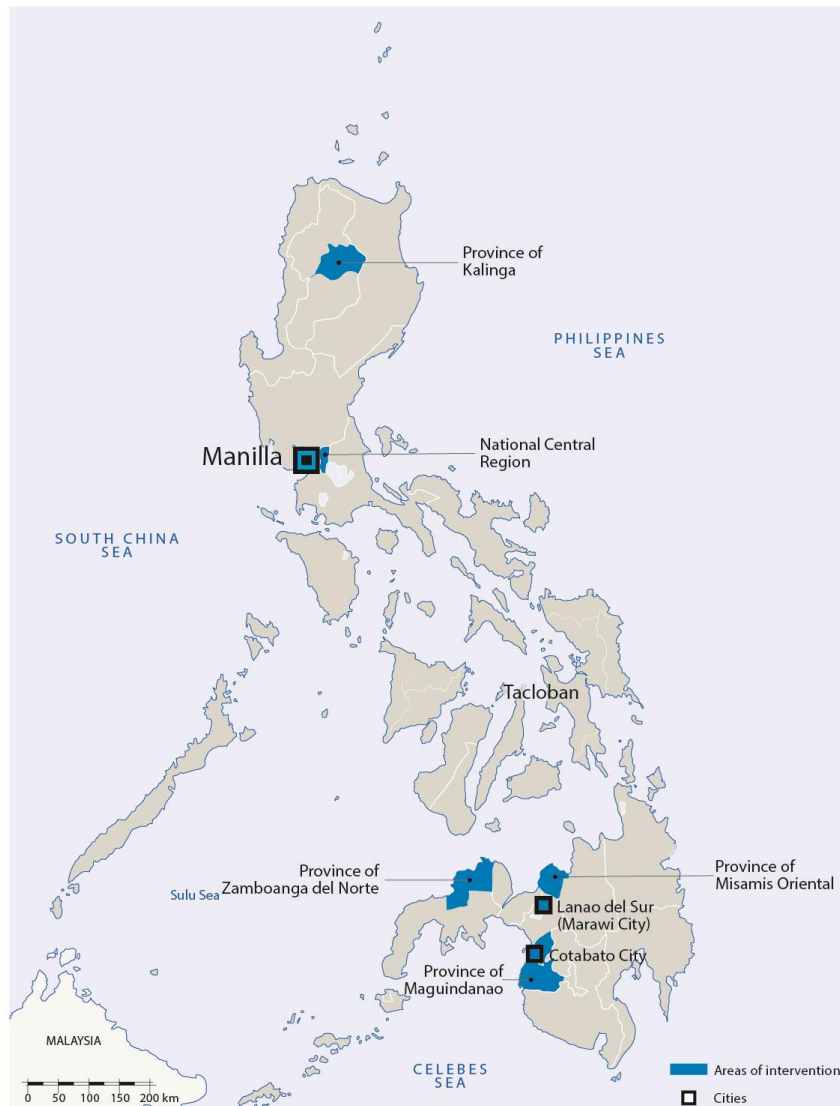 Province of
Kalinga
PHILIPPINES
SEA
Manilla
National Central
Region
SOUTH CHINA
SEA
Tacloban
Province of
Zamboanga del Norte
Province of
Misamis Oriental
Sulu Sea
Lanao del Sur
(Marawi City)
Cotabato City
Province of
Maguindanao
MALAYSIA
CELEBES
SEA
0 50 100 150 200 km
Areas of intervention
Cities